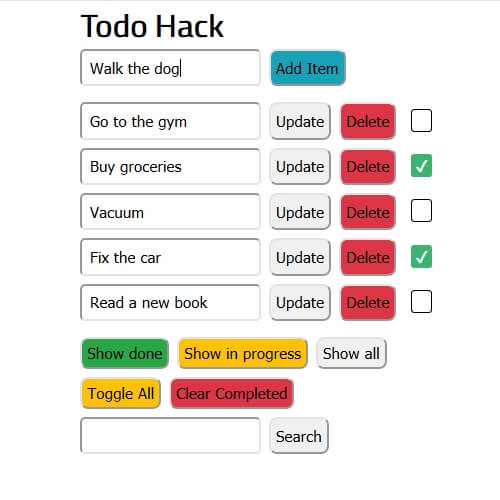 Todo Hack
Walk the dog Add Item
Go to the gym Update Delete
Buy groceries Update Delete
Vacuum Update Delete
Fix the car Update Delete
Read a new book Update Delete
Show done Show in progress Show all
Toggle All Clear Completed
Search